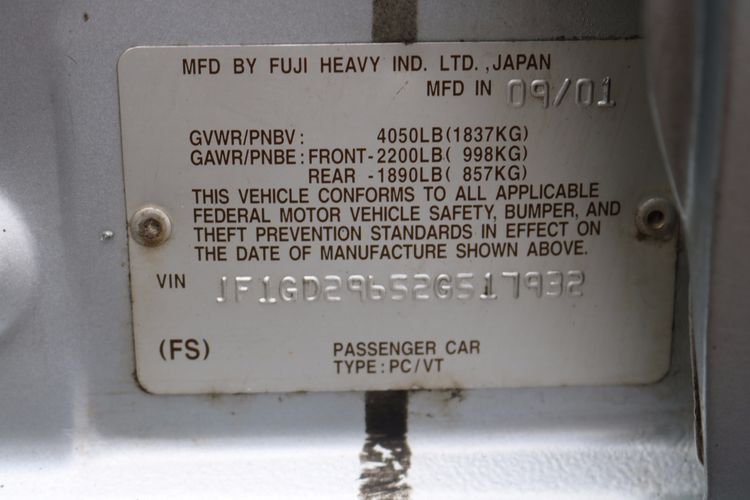 MFD BY FUJI HEAVY IND. LTD. ,JAPAN
MFD IN 09/01
GVWR/PNBV: 4050LB(1837KG)
GAWR/PNBE: FRONT-2200LB( 998KG)
REAR -1890LB( 857KG)
THIS VEHICLE CONFORMS TO ALL APPLICABLE
FEDERAL MOTOR VEHICLE SAFETY, BUMPER, AND
THEFT PREVENTION STANDARDS IN EFFECT ON
THE DATE OF MANUFACTURE SHOWN ABOVE.
VIN JF1GD29652G517932
(FS) PASSENGER CAR
TYPE: PC/VT